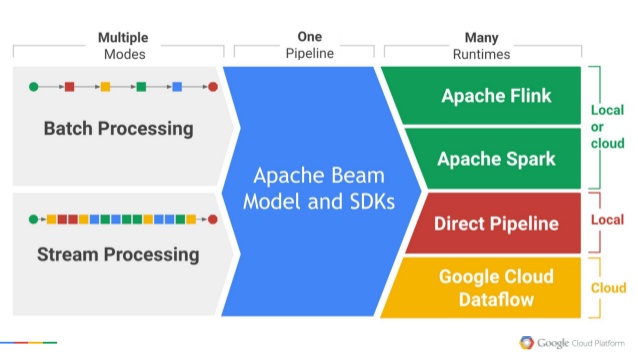 Multiple
Modes
One
Pipeline
Many
Runtimes
Batch Processing
Stream Processing
Apache Beam
Model and SDKs
Apache Flink
Apache Spark
Direct Pipeline
Google Cloud
Dataflow
Local
or
cloud
Local
Cloud
Google Cloud Platform